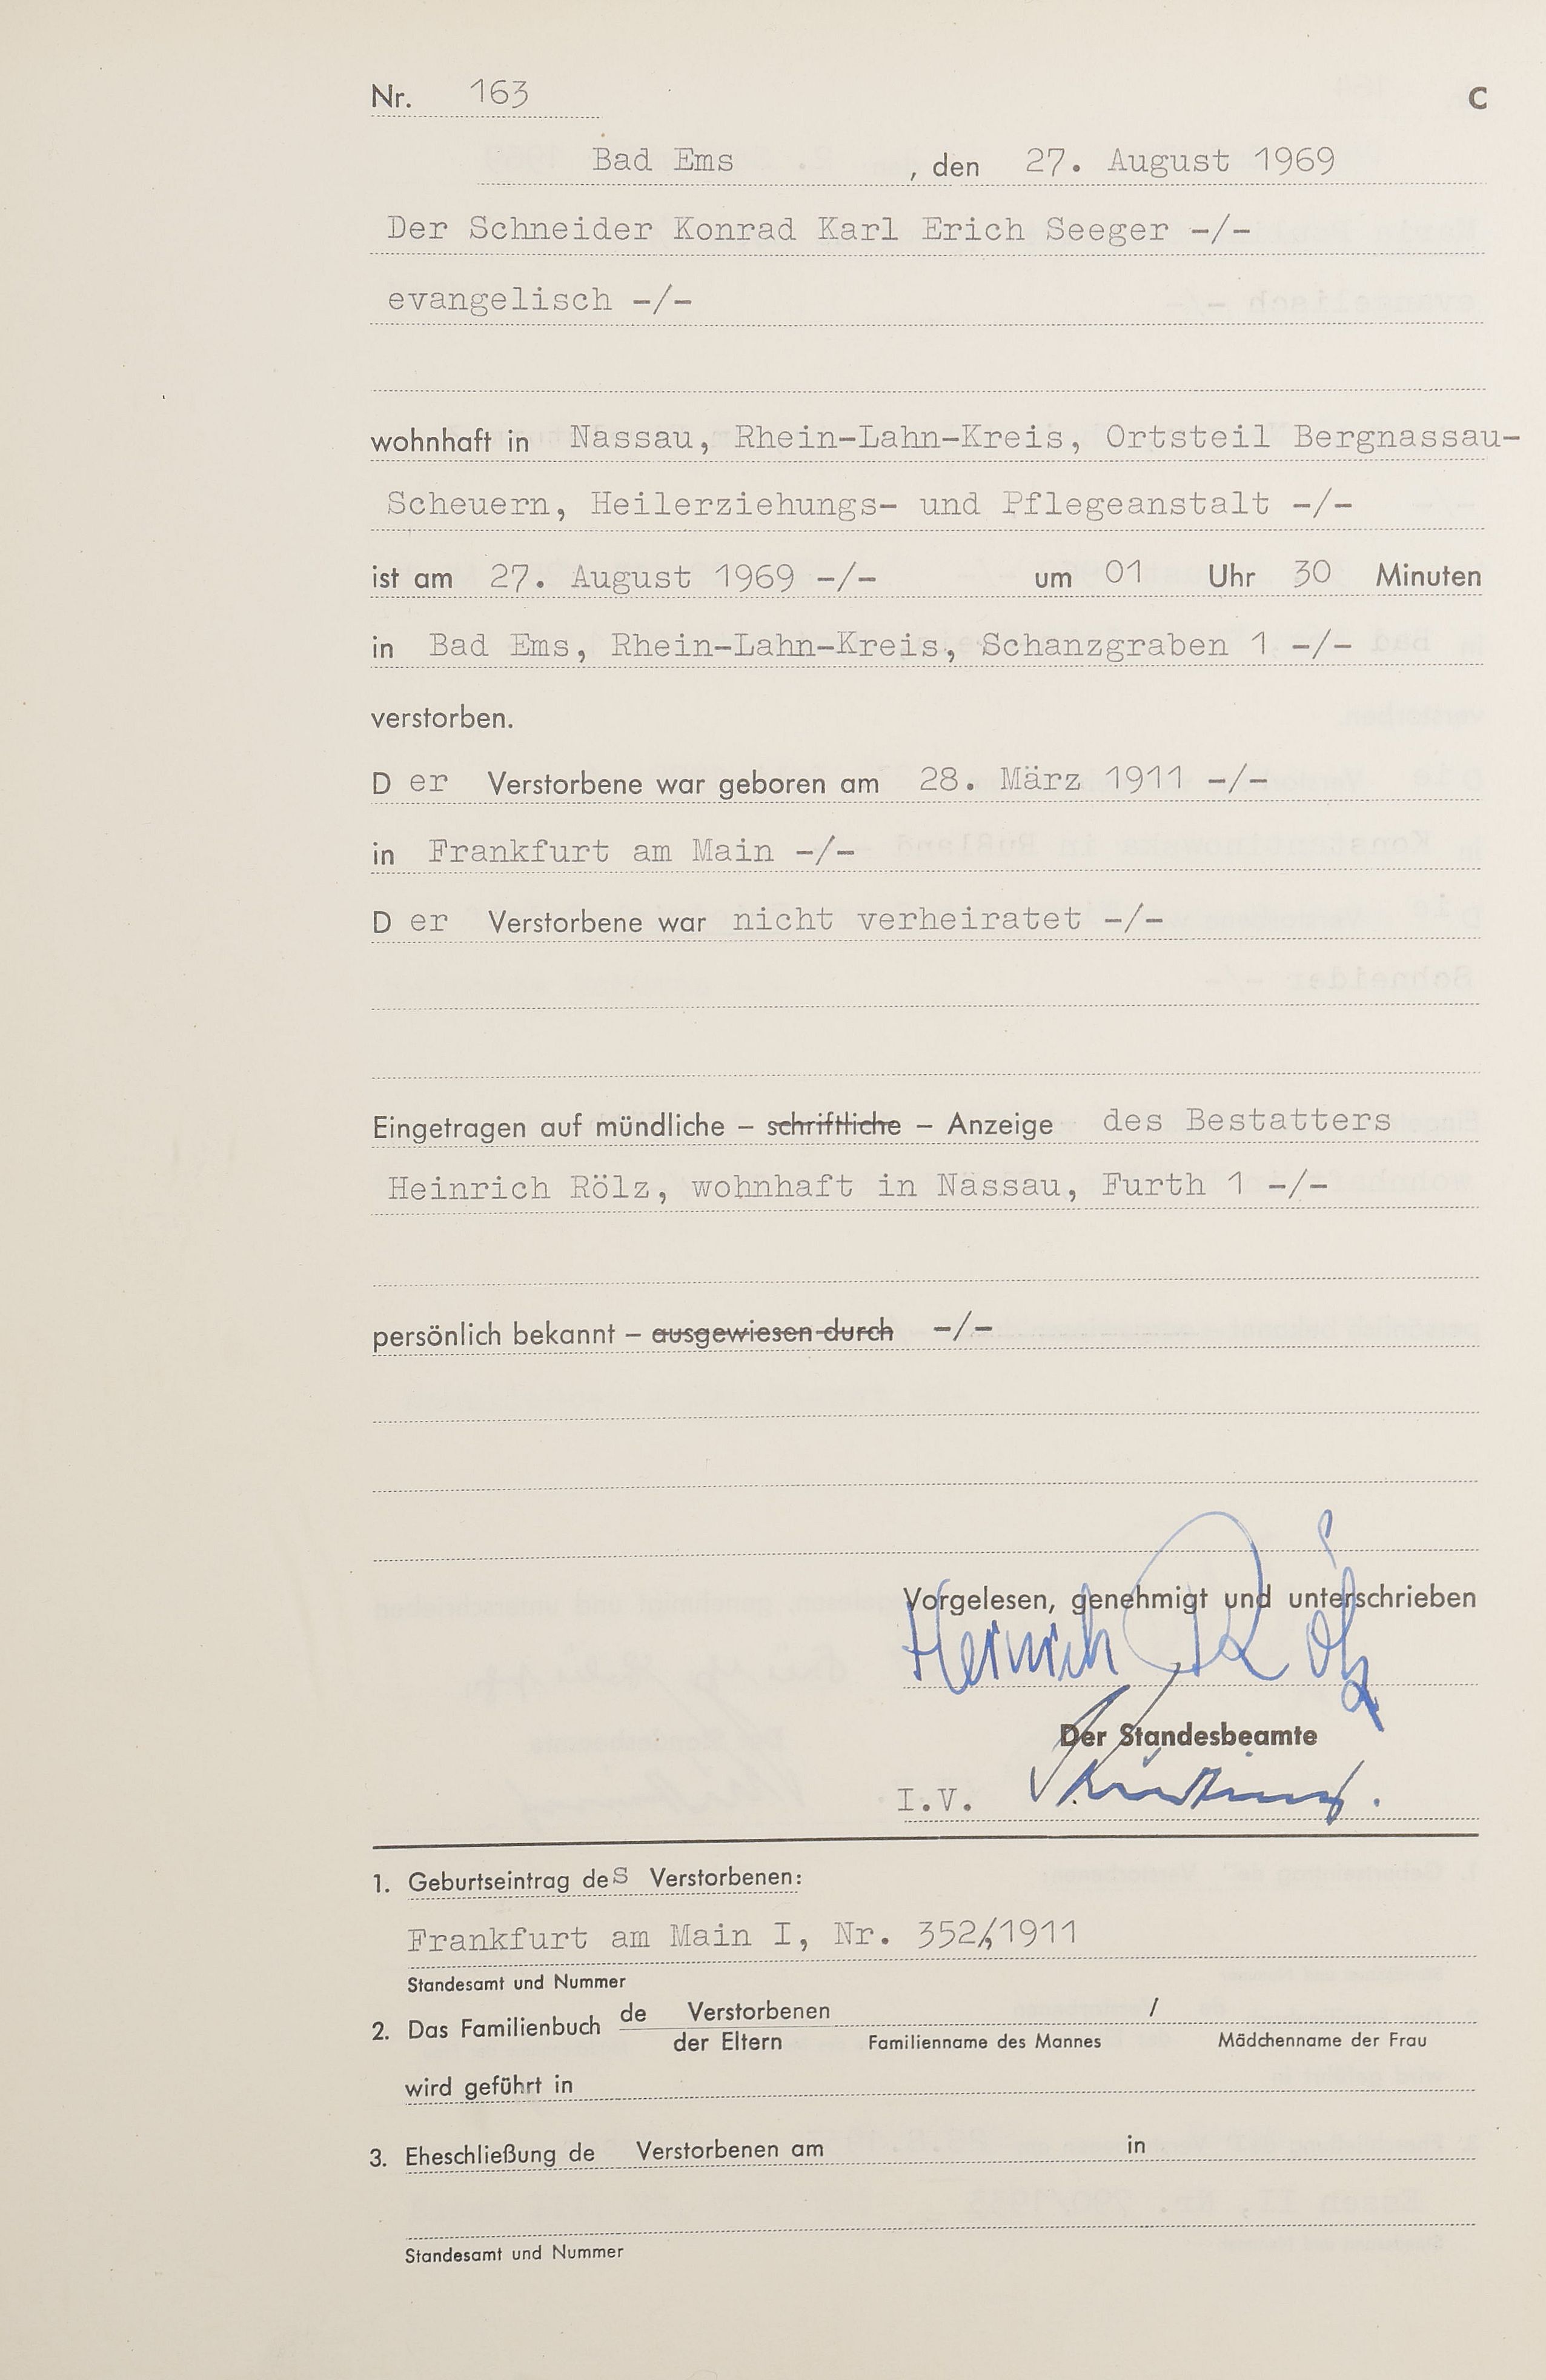 Nr. 163 C
Bad Ems , den 27. August 1969
Der Schneider Konrad Karl Erich Seeger -/-
evangelisch -/-
wohnhaft in Nassau, Rhein-Lahn-Kreis, Ortsteil Bergnassau-
Scheuern, Heilerziehungs- und Pflegeanstalt -/-
ist am 27. August 1969 -/- um 01 Uhr 30 Minuten
in Bad Ems, Rhein-Lahn-Kreis, Schanzgraben 1 -/-
verstorben.
D er Verstorbene war geboren am 28. März 1911 -/-
in Frankfurt am Main -/-
D er Verstorbene war nicht verheiratet -/-
Eingetragen auf mündliche – schriftliche – Anzeige des Bestatters
Heinrich Rölz, wohnhaft in Nassau, Furth 1 -/-
persönlich bekannt – ausgewiesen durch -/-
Vorgelesen, genehmigt und unterschrieben
Heinrich Rölz
Der Standesbeamte
I.V.
1. Geburtseintrag des Verstorbenen:
Frankfurt am Main I, Nr. 352/1911
Standesamt und Nummer
2. Das Familienbuch de Verstorbenen /
der Eltern Familienname des Mannes Mädchenname der Frau
wird geführt in
3. Eheschließung de Verstorbenen am in
Standesamt und Nummer